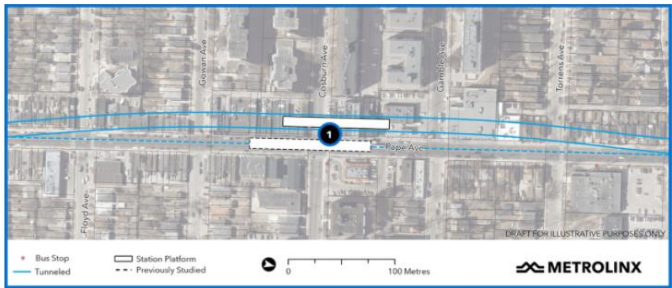 Gowan Ave
Cosburn Ave
Gamble Ave
Torrens Ave
1
Pape Ave
Floyd Ave
DRAFT FOR ILLUSTRATIVE PURPOSES ONLY
Bus Stop
Station Platform
Tunneled
Previously Studied
0
100 Metres
METROLINX